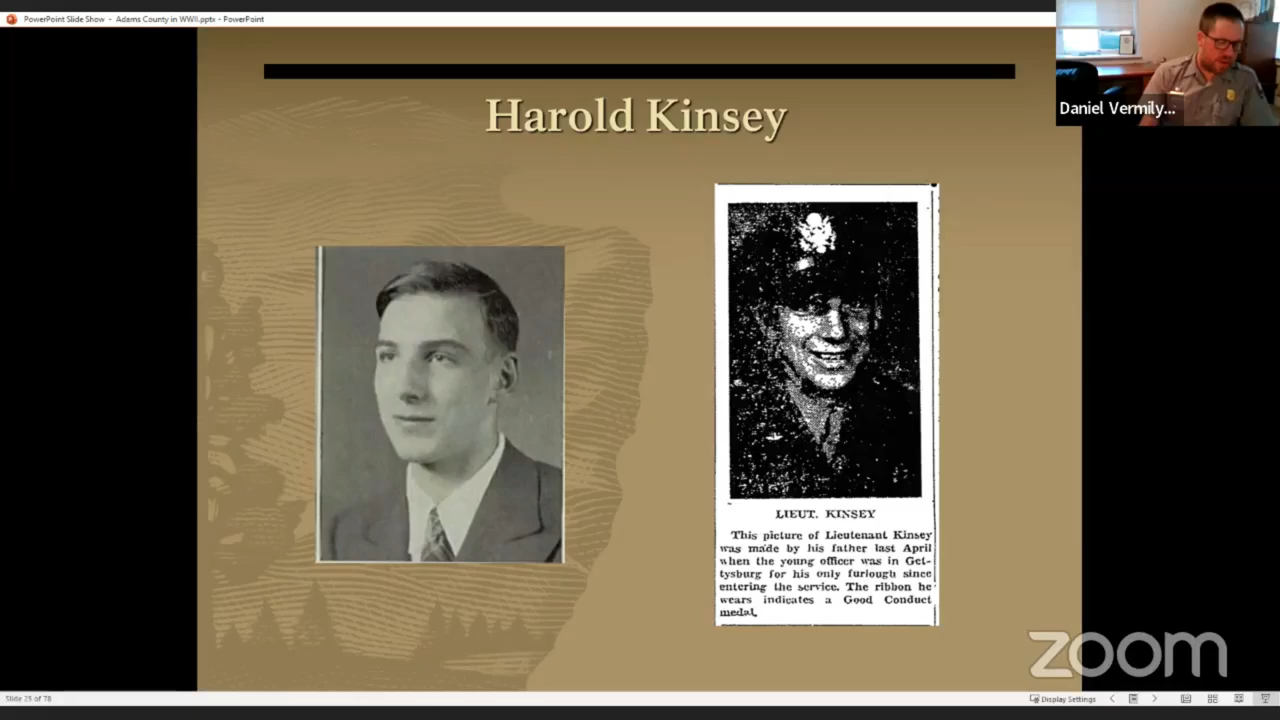 PowerPoint Slide Show - Adams County in WWII.pptx - PowerPoint
Daniel Vermily...
Harold Kinsey
LIEUT. KINSEY
This picture of Lieutenant Kinsey
was made by his father last April
when the young officer was in Get-
tysburg for his only furlough since
entering the service. The ribbon he
wears indicates a Good Conduct
medal.
zoom
Slide 25 of 78
Display Settings